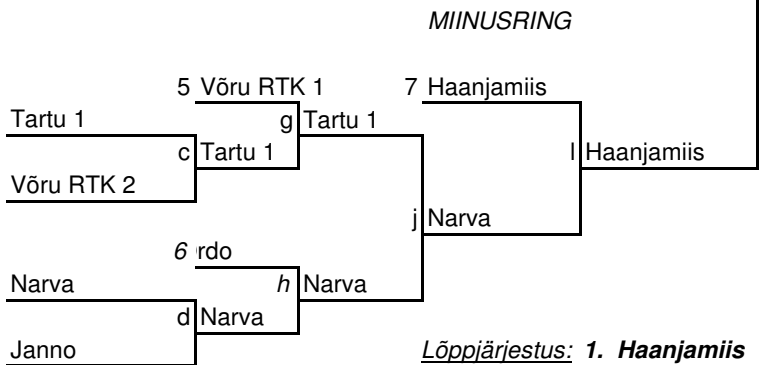 MIINUSRING
5 Võru RTK 1 7 Haanjamiis
Tartu 1 g Tartu 1
c Tartu 1 l Haanjamiis
Võru RTK 2
j Narva
6
Narva h Narva
d Narva
Janno Lõppjärjestus: 1. Haanjamiis